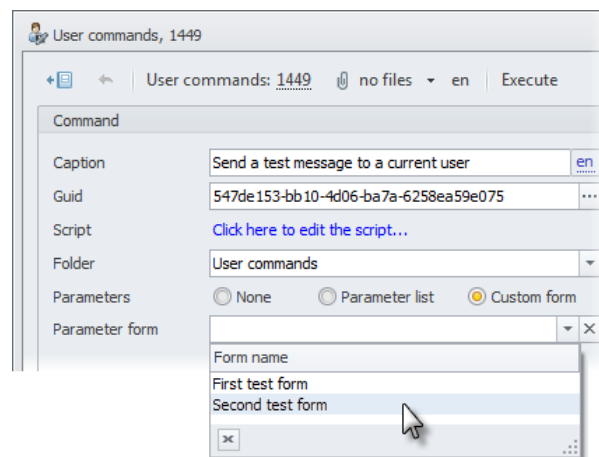 User commands, 1449
User commands: 1449 no files en Execute
Command
Caption Send a test message to a current user en
Guid 547de153-bb10-4d06-ba7a-6258ea59e075 ...
Script Click here to edit the script...
Folder User commands
Parameters None Parameter list Custom form
Parameter form
Form name
First test form
Second test form